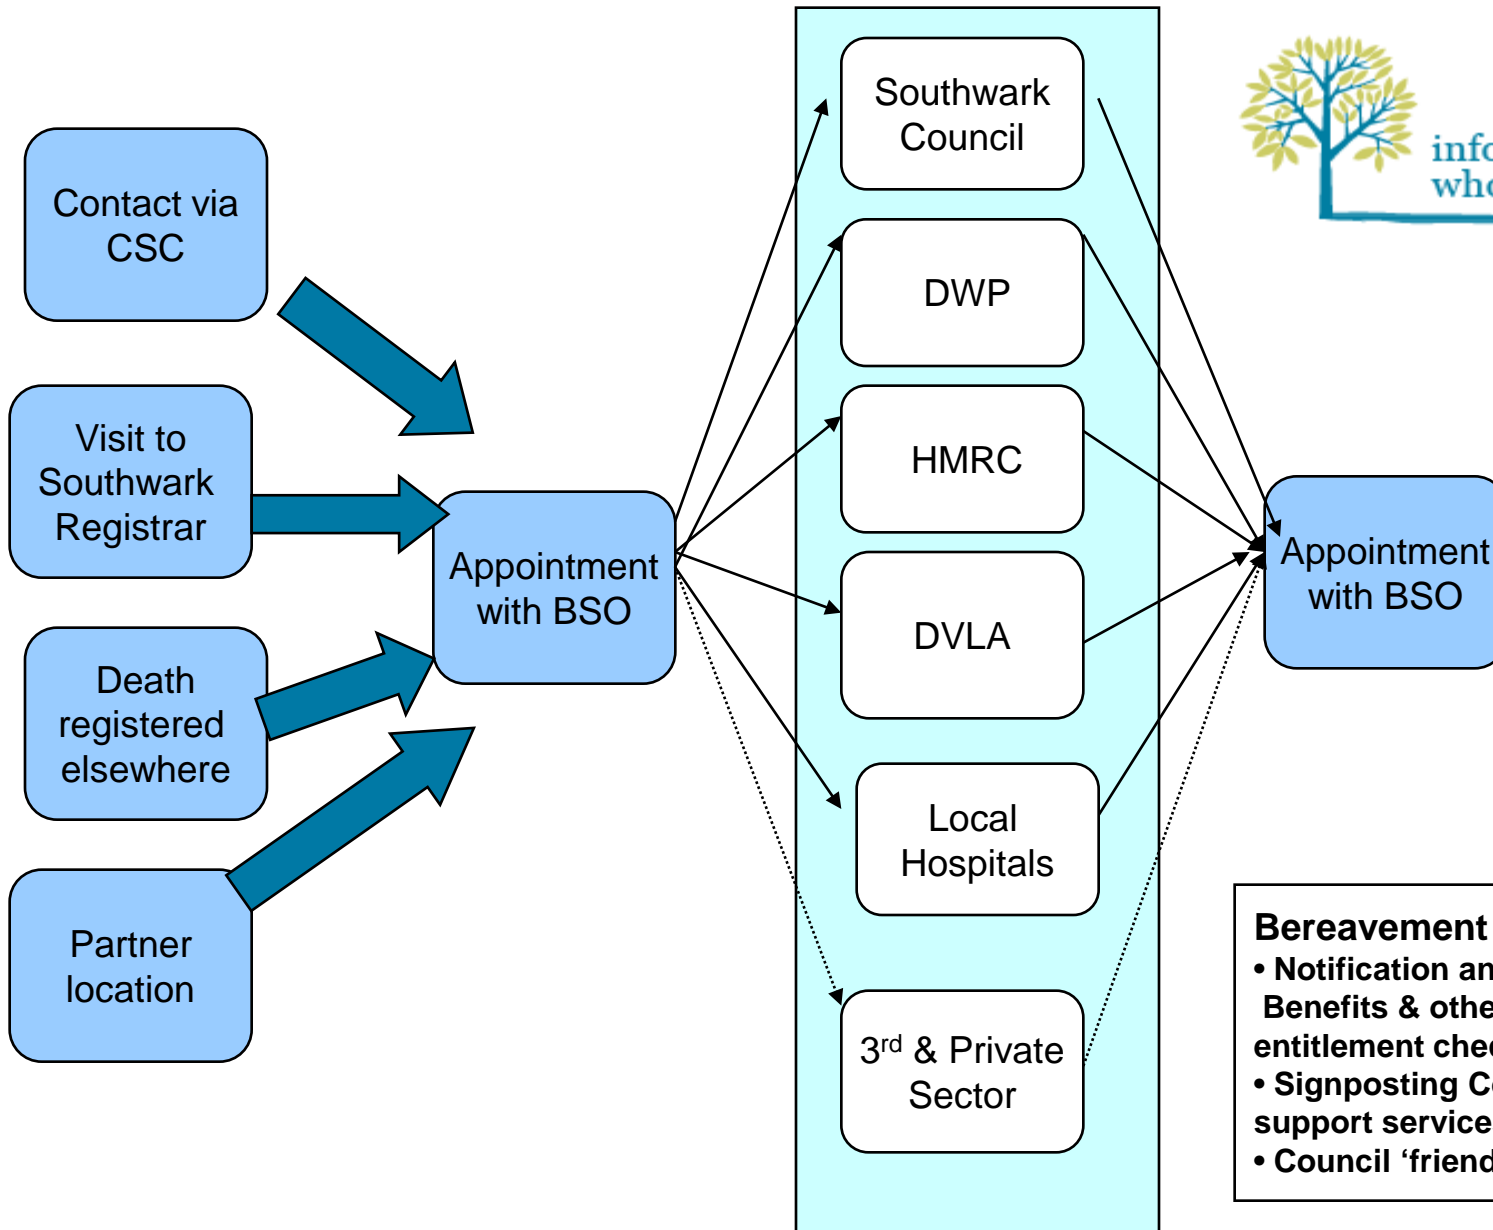 Contact via
CSC
Visit to
Southwark
Registrar
Death
registered
elsewhere
Partner
location
Appointment
with BSO
Southwark
Council
DWP
HMRC
DVLA
Local
Hospitals
3rd & Private
Sector
Appointment
with BSO
Bereavement
• Notification
Benefits &
entitlement
• Signposting
support service
• Council